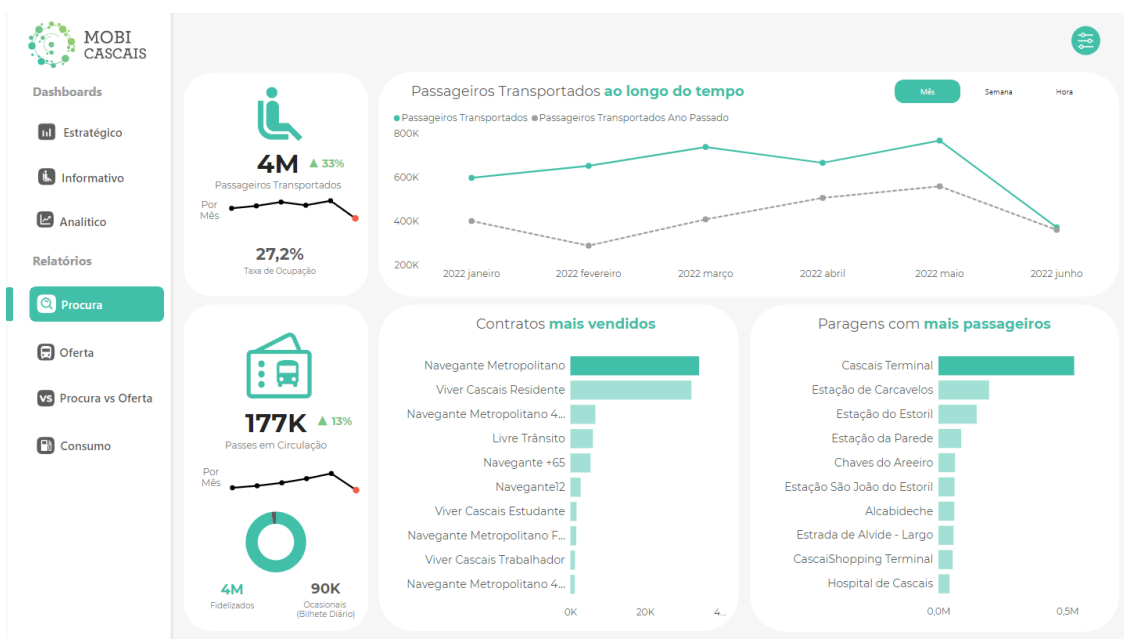 MOBI
CASCAIS
Dashboards
Estratégico
Informativo
Analítico
Relatórios
Procura
Oferta
VS Procura vs Oferta
Consumo
4M ▲ 33%
Passageiros Transportados
Por
Mês
27,2%
Taxa de Ocupação
Passageiros Transportados ao longo do tempo
Mês Semana Hora
Passageiros Transportados Passageiros Transportados Ano Passado
800K
600K
400K
200K
2022 janeiro 2022 fevereiro 2022 março 2022 abril 2022 maio 2022 junho
177K ▲ 13%
Passes em Circulação
Por
Mês
4M
Fidelizados
90K
Ocasionais
(Bilhete Diário)
Contratos mais vendidos
Navegante Metropolitano
Viver Cascais Residente
Navegante Metropolitano 4...
Livre Trânsito
Navegante +65
Navegante12
Viver Cascais Estudante
Navegante Metropolitano F...
Viver Cascais Trabalhador
Navegante Metropolitano 4...
0K 20K 4...
Paragens com mais passageiros
Cascais Terminal
Estação de Carcavelos
Estação do Estoril
Estação da Parede
Chaves do Areeiro
Estação São João do Estoril
Alcabideche
Estrada de Alvide - Largo
CascaiShopping Terminal
Hospital de Cascais
0,0M 0,5M